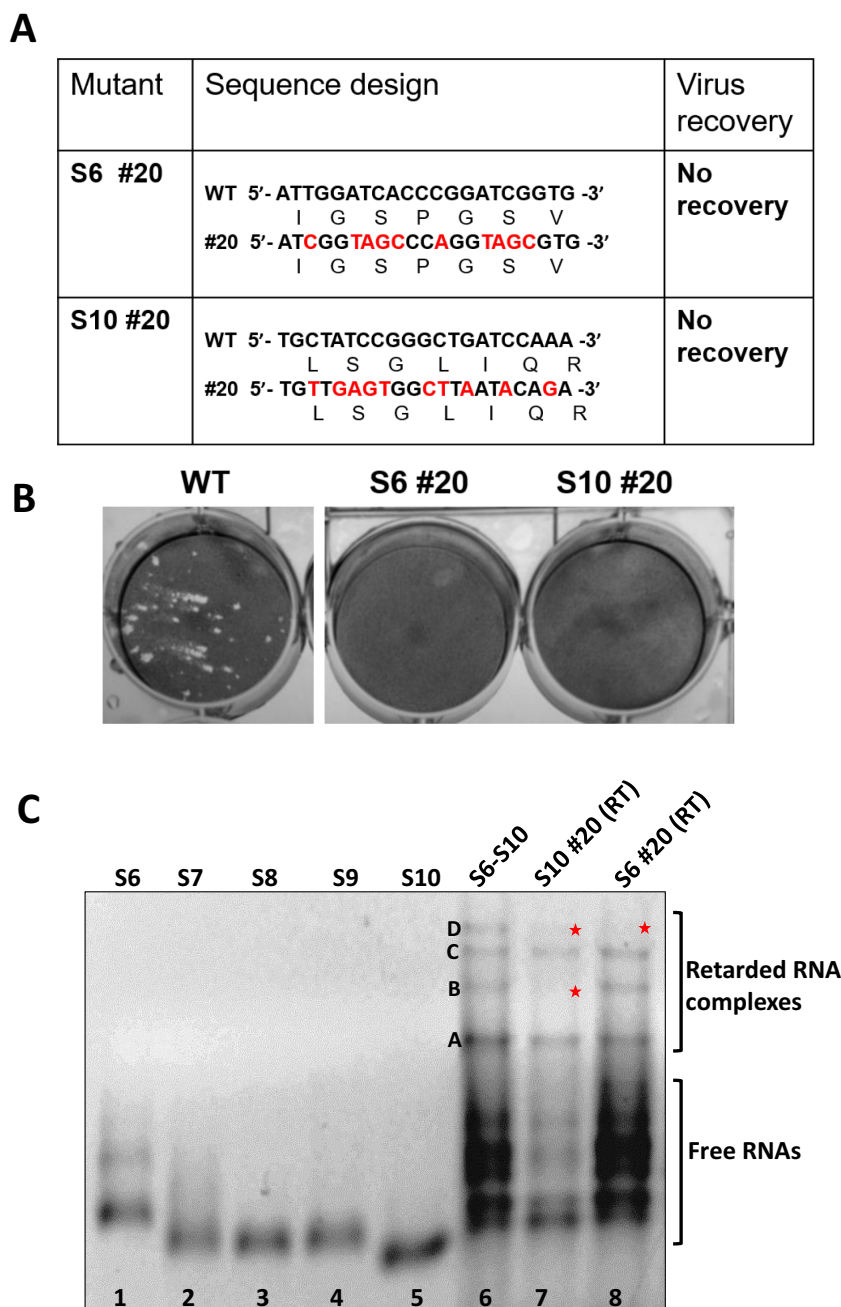 A
Mutant Sequence design Virus recovery
S6 #20
WT 5′- ATTGGATCACCCGGATCGGTG -3′
I G S P G S V
#20 5′- ATCGGTAGCCCAGGTAGCGTG -3′
I G S P G S V
No recovery
S10 #20
WT 5′- TGCTATCCGGGCTGATCCAAA -3′
L S G L I Q R
#20 5′- TGTTGAGTGGCTTAATACAGA -3′
L S G L I Q R
No recovery
B
WT S6 #20 S10 #20
C
S6 S7 S8 S9 S10 S6-S10 S10 #20 (RT) S6 #20 (RT)
D
C
B
A
Retarded RNA
complexes
Free RNAs
1 2 3 4 5 6 7 8